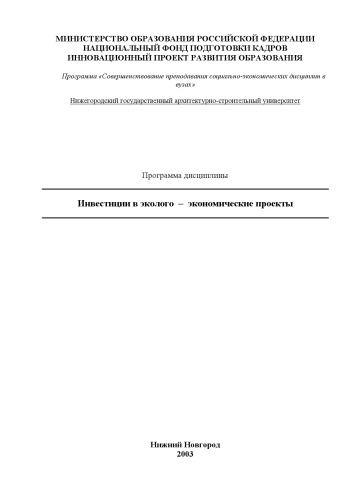 МИНИСТЕРСТВО ОБРАЗОВАНИЯ РОССИЙСКОЙ ФЕДЕРАЦИИ
НАЦИОНАЛЬНЫЙ ФОНД ПОДГОТОВКИ КАДРОВ
ИННОВАЦИОННЫЙ ПРОЕКТ РАЗВИТИЯ ОБРАЗОВАНИЯ
Программа «Совершенствование преподавания социально-экономических дисциплин в
вузах»
Нижегородский государственный архитектурно-строительный университет
Программа дисциплины
Инвестиции в эколого – экономические проекты
Нижний Новгород
2003